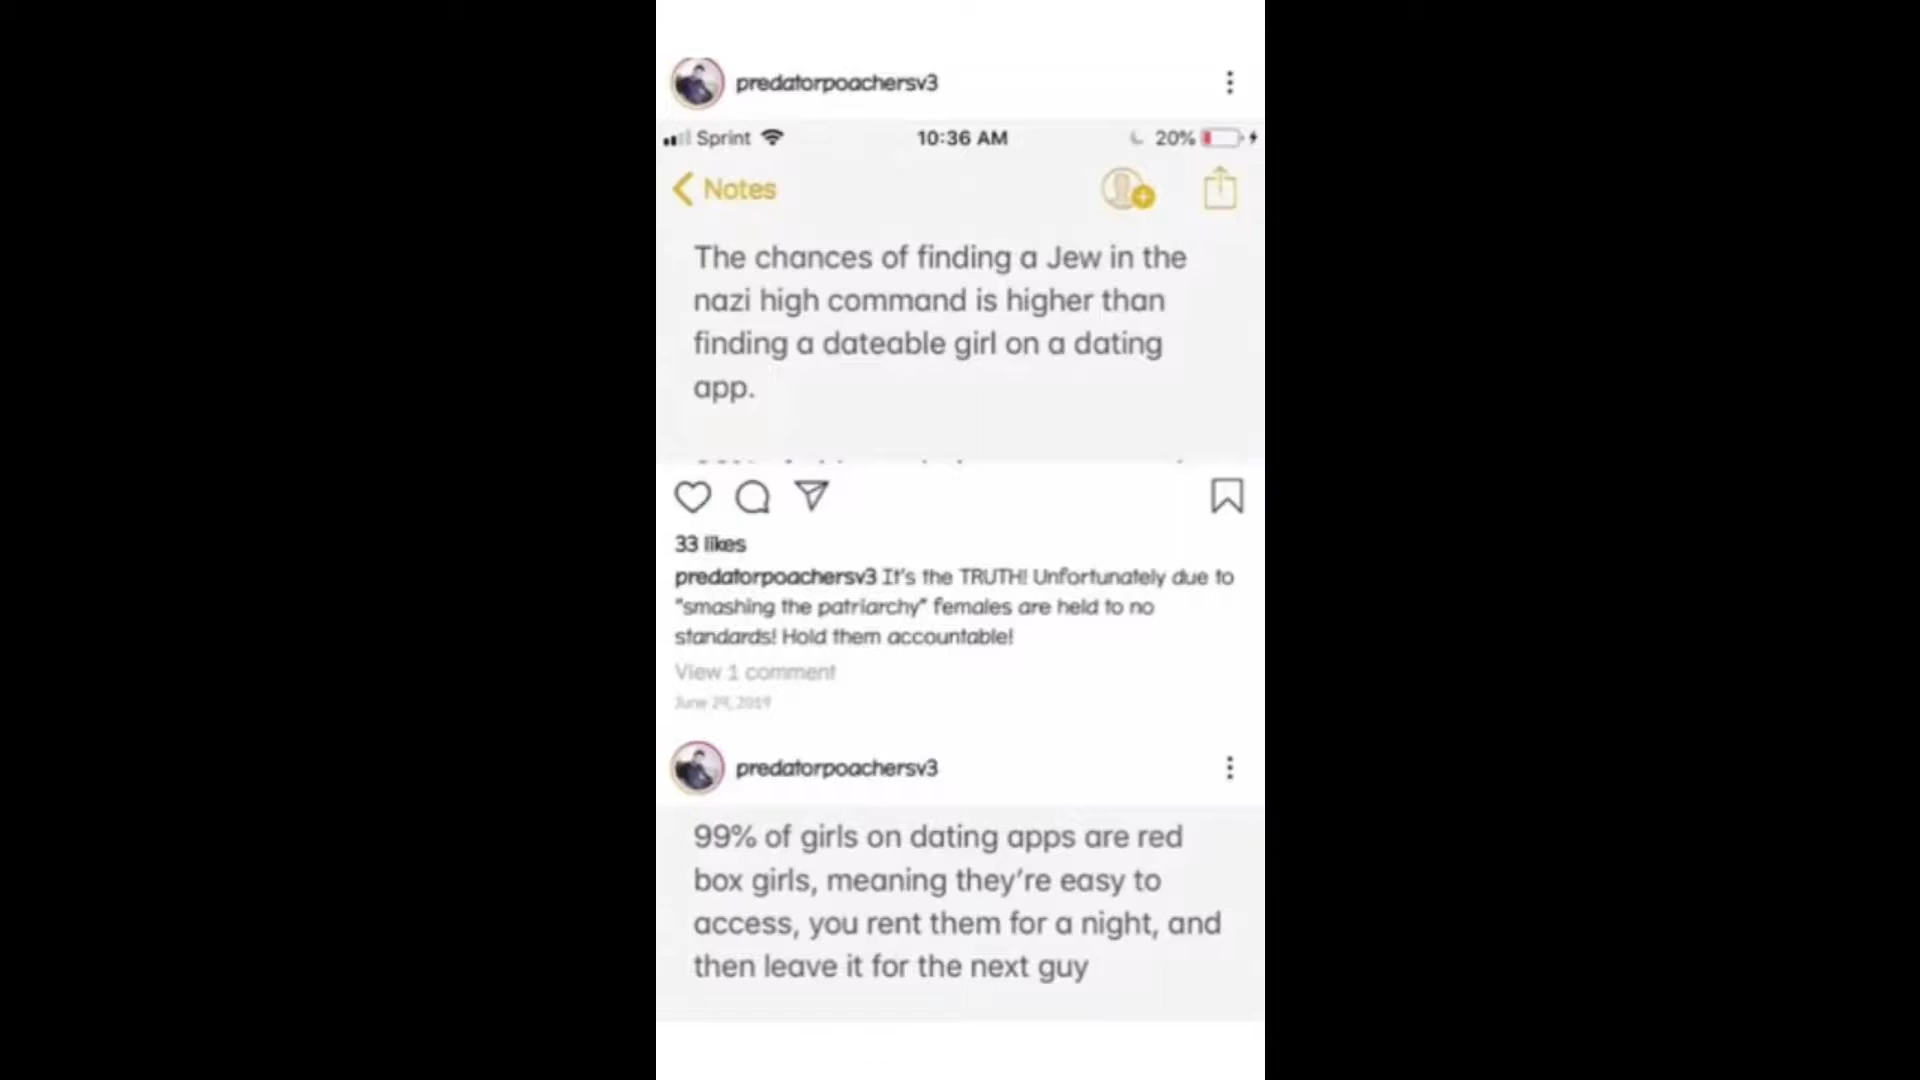 predatorpoachersv3
Sprint 10:36 AM 20%
Notes
The chances of finding a Jew in the
nazi high command is higher than
finding a dateable girl on a dating
app.
33 likes
predatorpoachersv3 It's the TRUTH! Unfortunately due to
"smashing the patriarchy" females are held to no
standards! Hold them accountable!
View 1 comment
June 29, 2019
predatorpoachersv3
99% of girls on dating apps are red
box girls, meaning they're easy to
access, you rent them for a night, and
then leave it for the next guy